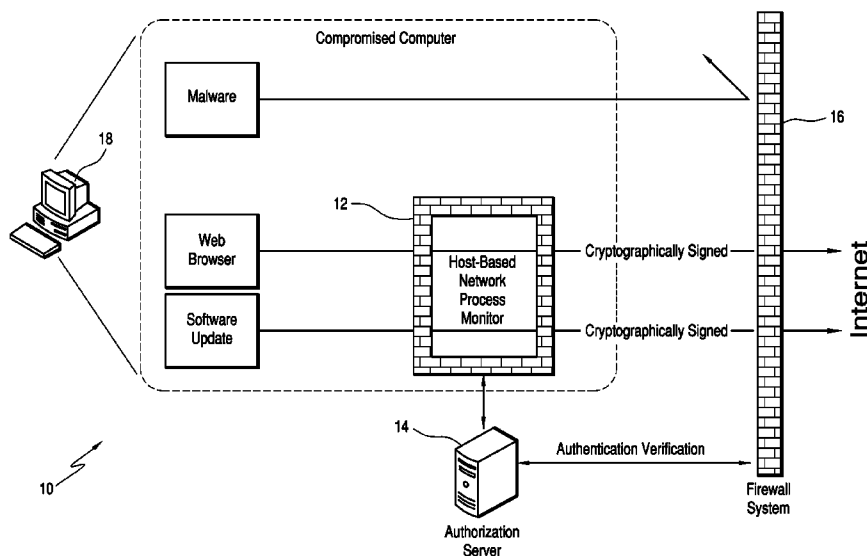 Compromised Computer
Malware
16
18
12
Web
Browser
Cryptographically Signed
Host-Based
Network
Process
Monitor
Internet
Software
Update
Cryptographically Signed
14
Authentication Verification
10
Authorization
Server
Firewall
System